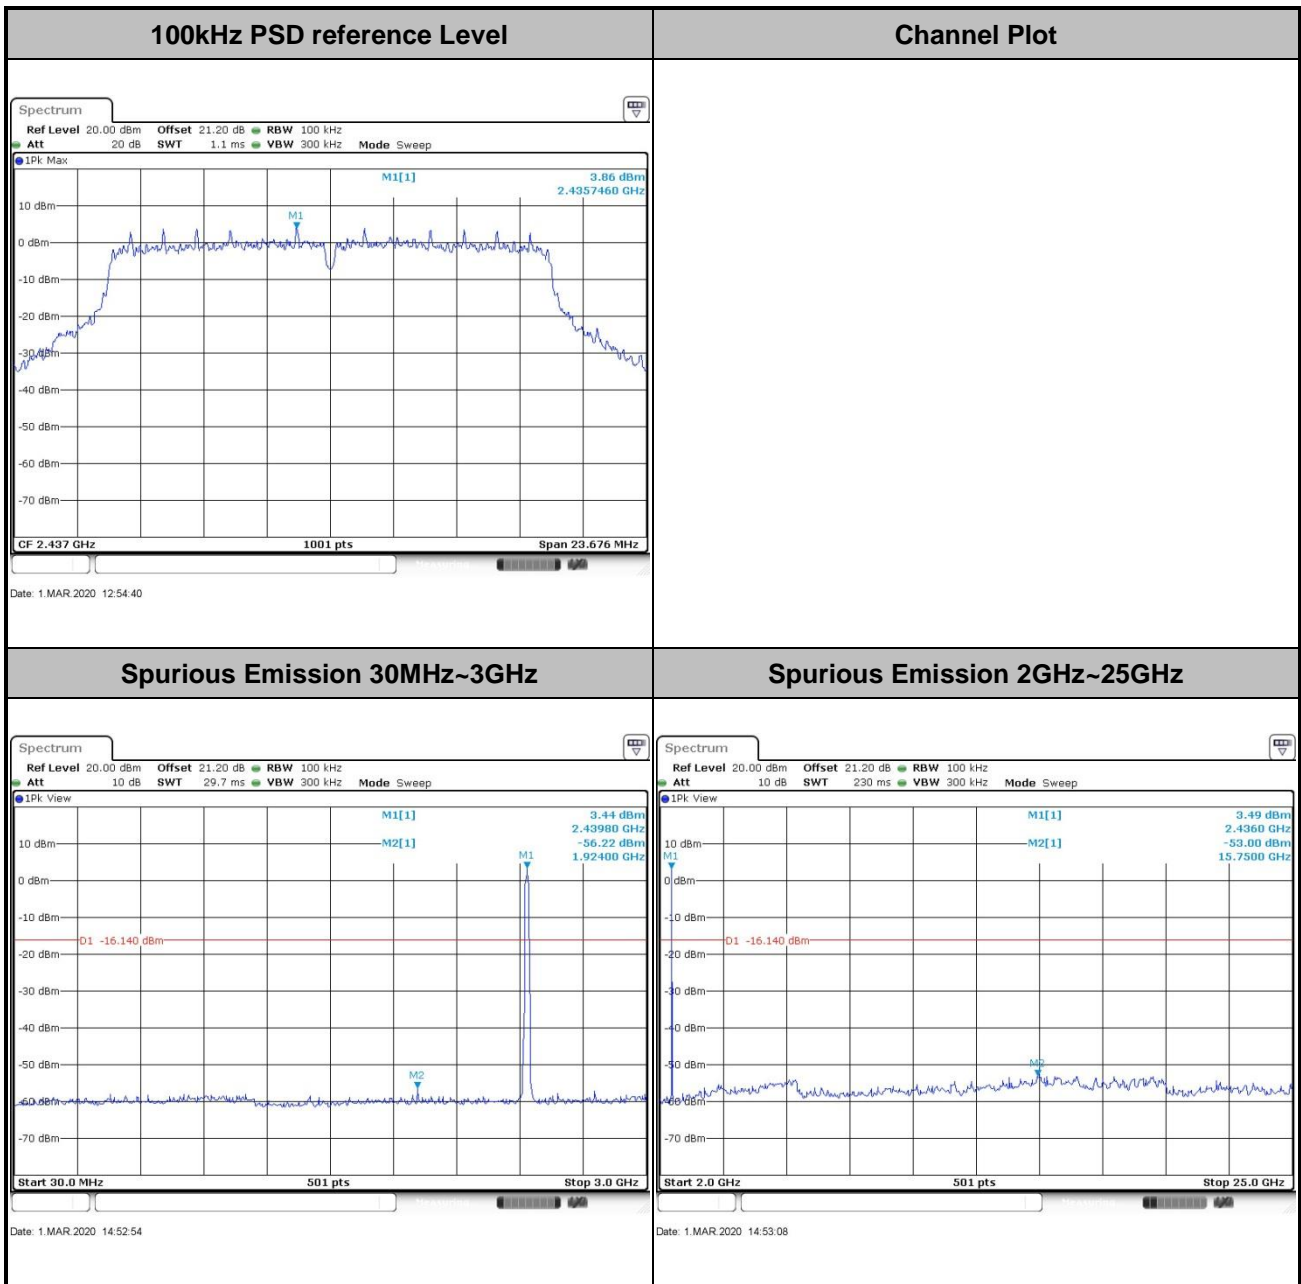 100kHz PSD reference Level
Channel Plot
Spectrum
Ref Level 20.00 dBm Offset 21.20 dB RBW 100 kHz
Att 20 dB SWT 1.1 ms VBW 300 kHz Mode Sweep
1Pk Max
M1[1] 3.86 dBm
2.4357460 GHz
10 dBm
M1
0 dBm
-10 dBm
-20 dBm
-30 dBm
-40 dBm
-50 dBm
-60 dBm
-70 dBm
CF 2.437 GHz 1001 pts Span 23.676 MHz
Measuring
Date: 1.MAR.2020 12:54:40
Spurious Emission 30MHz~3GHz
Spurious Emission 2GHz~25GHz
Spectrum
Ref Level 20.00 dBm Offset 21.20 dB RBW 100 kHz
Att 10 dB SWT 29.7 ms VBW 300 kHz Mode Sweep
1Pk View
M1[1] 3.44 dBm
2.43980 GHz
10 dBm
M2[1] -56.22 dBm
M1
1.92400 GHz
0 dBm
-10 dBm
D1 -16.140 dBm
-20 dBm
-30 dBm
-40 dBm
-50 dBm
M2
-60 dBm
-70 dBm
Start 30.0 MHz 501 pts Stop 3.0 GHz
Date: 1.MAR.2020 14:52:54
Spectrum
Ref Level 20.00 dBm Offset 21.20 dB RBW 100 kHz
Att 10 dB SWT 230 ms VBW 300 kHz Mode Sweep
1Pk View
M1[1] 3.49 dBm
2.4360 GHz
10 dBm
M2[1] -53.00 dBm
M1
15.7500 GHz
0 dBm
-10 dBm
D1 -16.140 dBm
-20 dBm
-30 dBm
-40 dBm
-50 dBm
M2
-60 dBm
-70 dBm
Start 2.0 GHz 501 pts Stop 25.0 GHz
Date: 1.MAR.2020 14:53:08